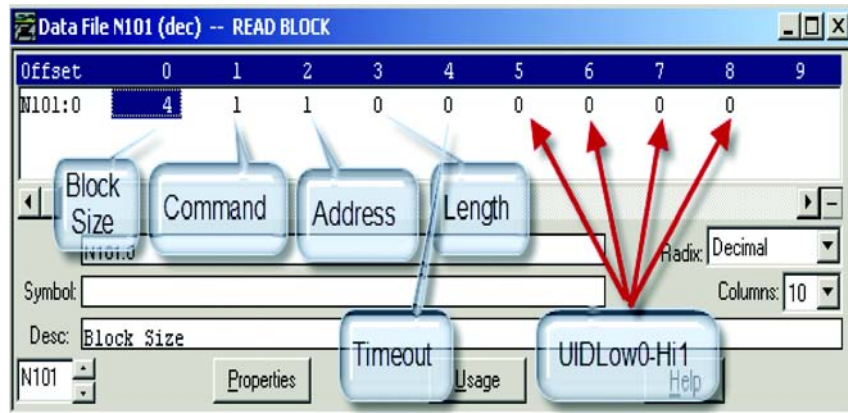 Data File N101 (dec) -- READ BLOCK
Offset 0 1 2 3 4 5 6 7 8 9
N101:0 4 1 1 0 0 0 0 0 0
Block Size
Command
Address
Length
N101:0
Radix: Decimal
Symbol:
Columns: 10
Desc: Block Size
Timeout
UIDLow0-Hi1
N101
Properties
Usage
Help